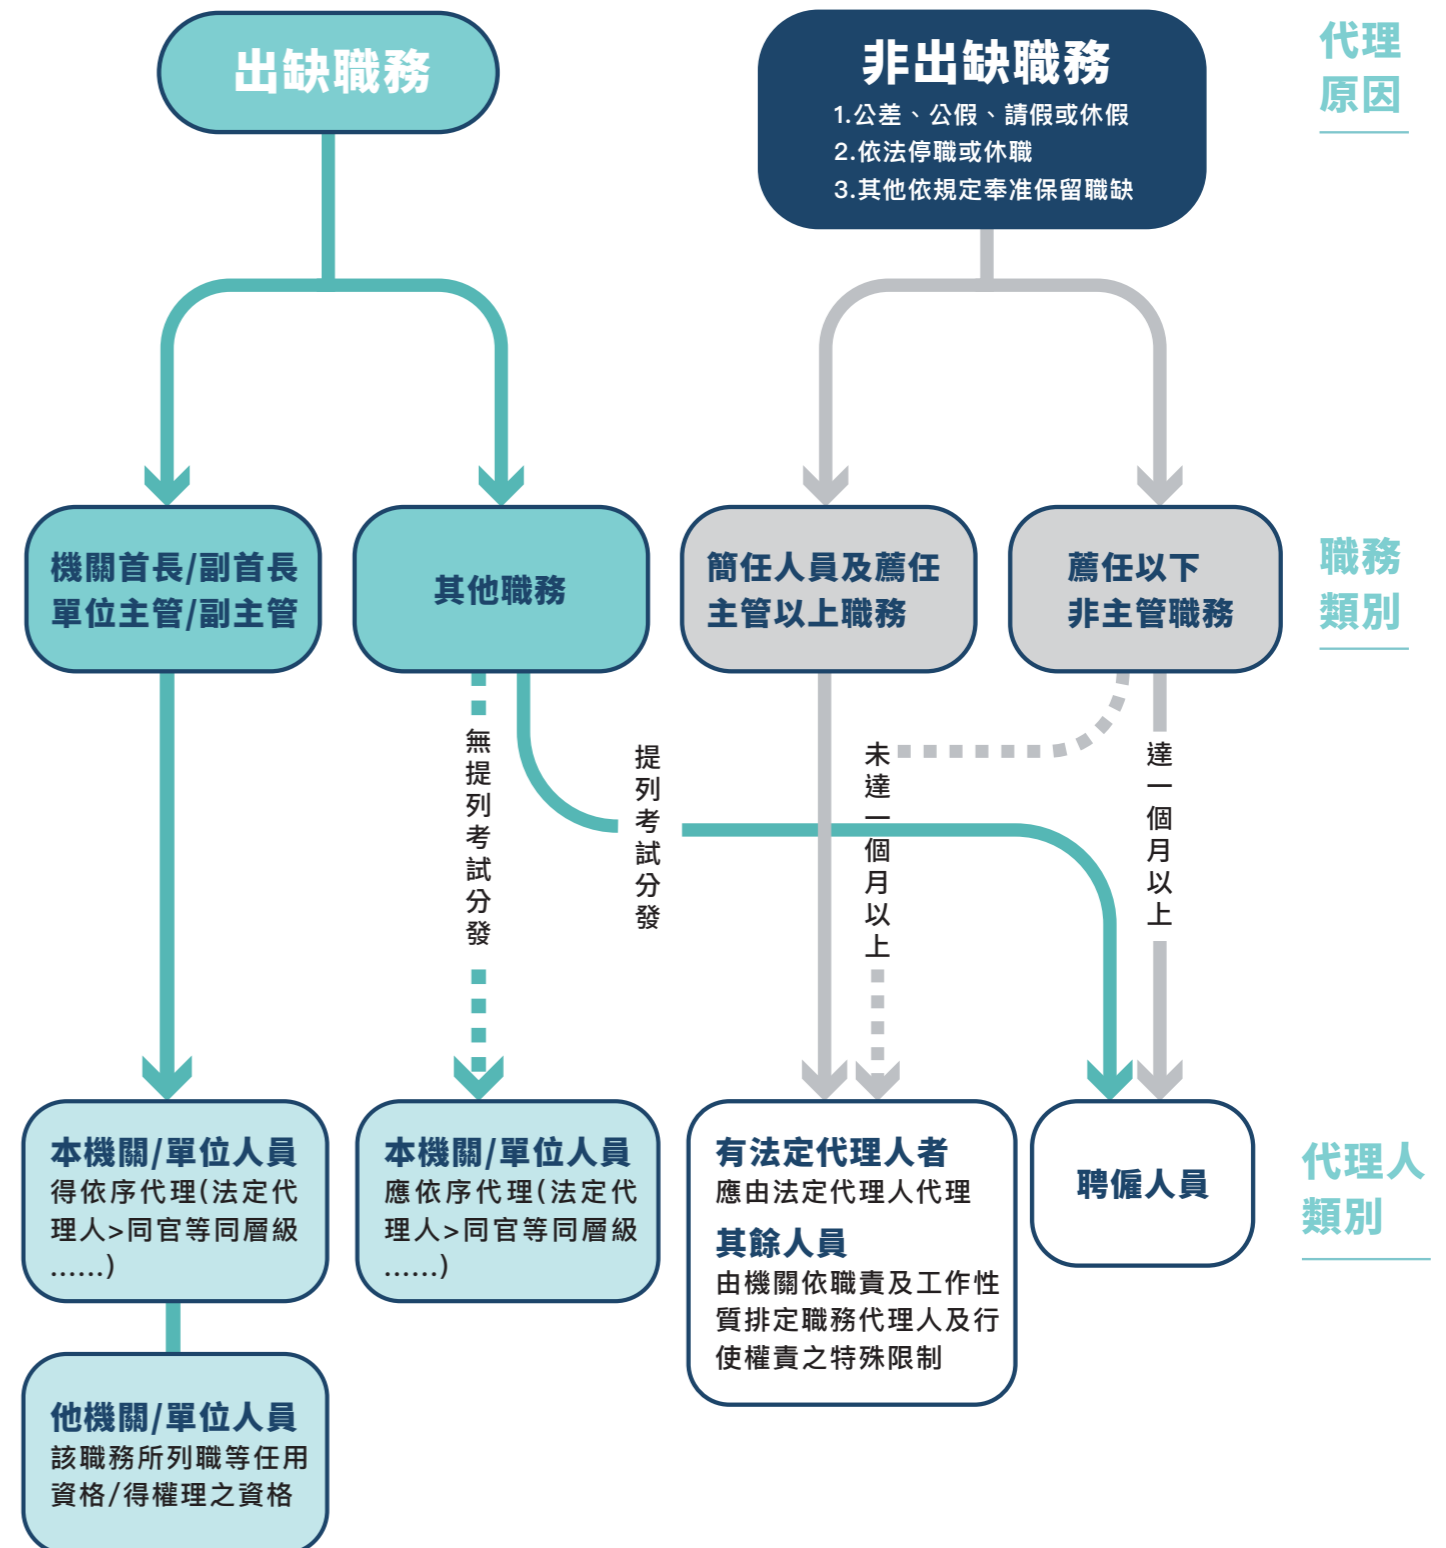 出缺職務
非出缺職務
1.公差、公假、請假或休假
2.依法停職或休職
3.其他依規定奉准保留職缺
代理
原因
機關首長/副首長
單位主管/副主管
其他職務
簡任人員及薦任
主管以上職務
薦任以下
非主管職務
職務
類別
無提列考試分發
提列考試分發
未達一個月以上
達一個月以上
本機關/單位人員
得依序代理(法定代
理人>同官等同層級
......)
本機關/單位人員
應依序代理(法定代
理人>同官等同層級
......)
有法定代理人者
應由法定代理人代理
其餘人員
由機關依職責及工作性
質排定職務代理人及行
使權責之特殊限制
聘僱人員
代理人
類別
他機關/單位人員
該職務所列職等任用
資格/得權理之資格